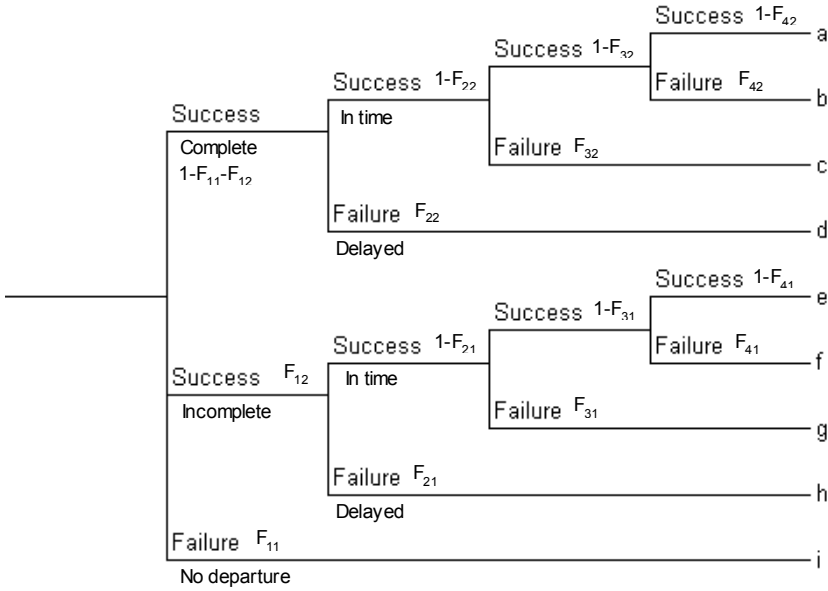 Success 1-F₄₂
a
Success 1-F₃₂
Failure F₄₂
b
Success 1-F₂₂
In time
Failure F₃₂
c
Success
Complete
1-F₁₁-F₁₂
Failure F₂₂
d
Delayed
Success 1-F₄₁
e
Success 1-F₃₁
Failure F₄₁
f
Success 1-F₂₁
In time
Success F₁₂
Incomplete
Failure F₃₁
g
Failure F₂₁
h
Delayed
Failure F₁₁
i
No departure